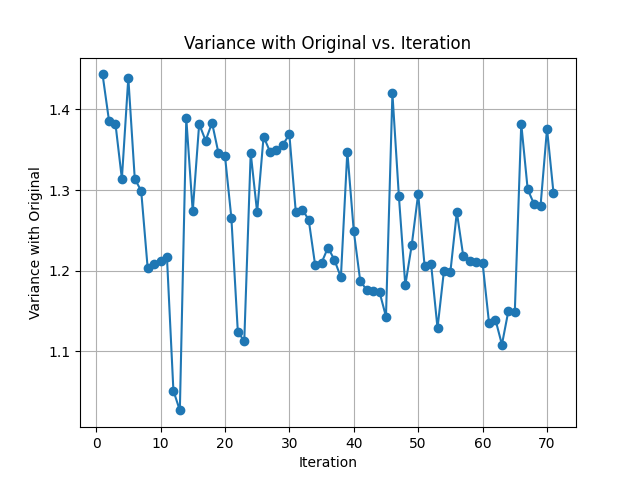 Variance with Original vs. Iteration
Variance with Original
1.4
1.3
1.2
1.1
0 10 20 30 40 50 60 70
Iteration